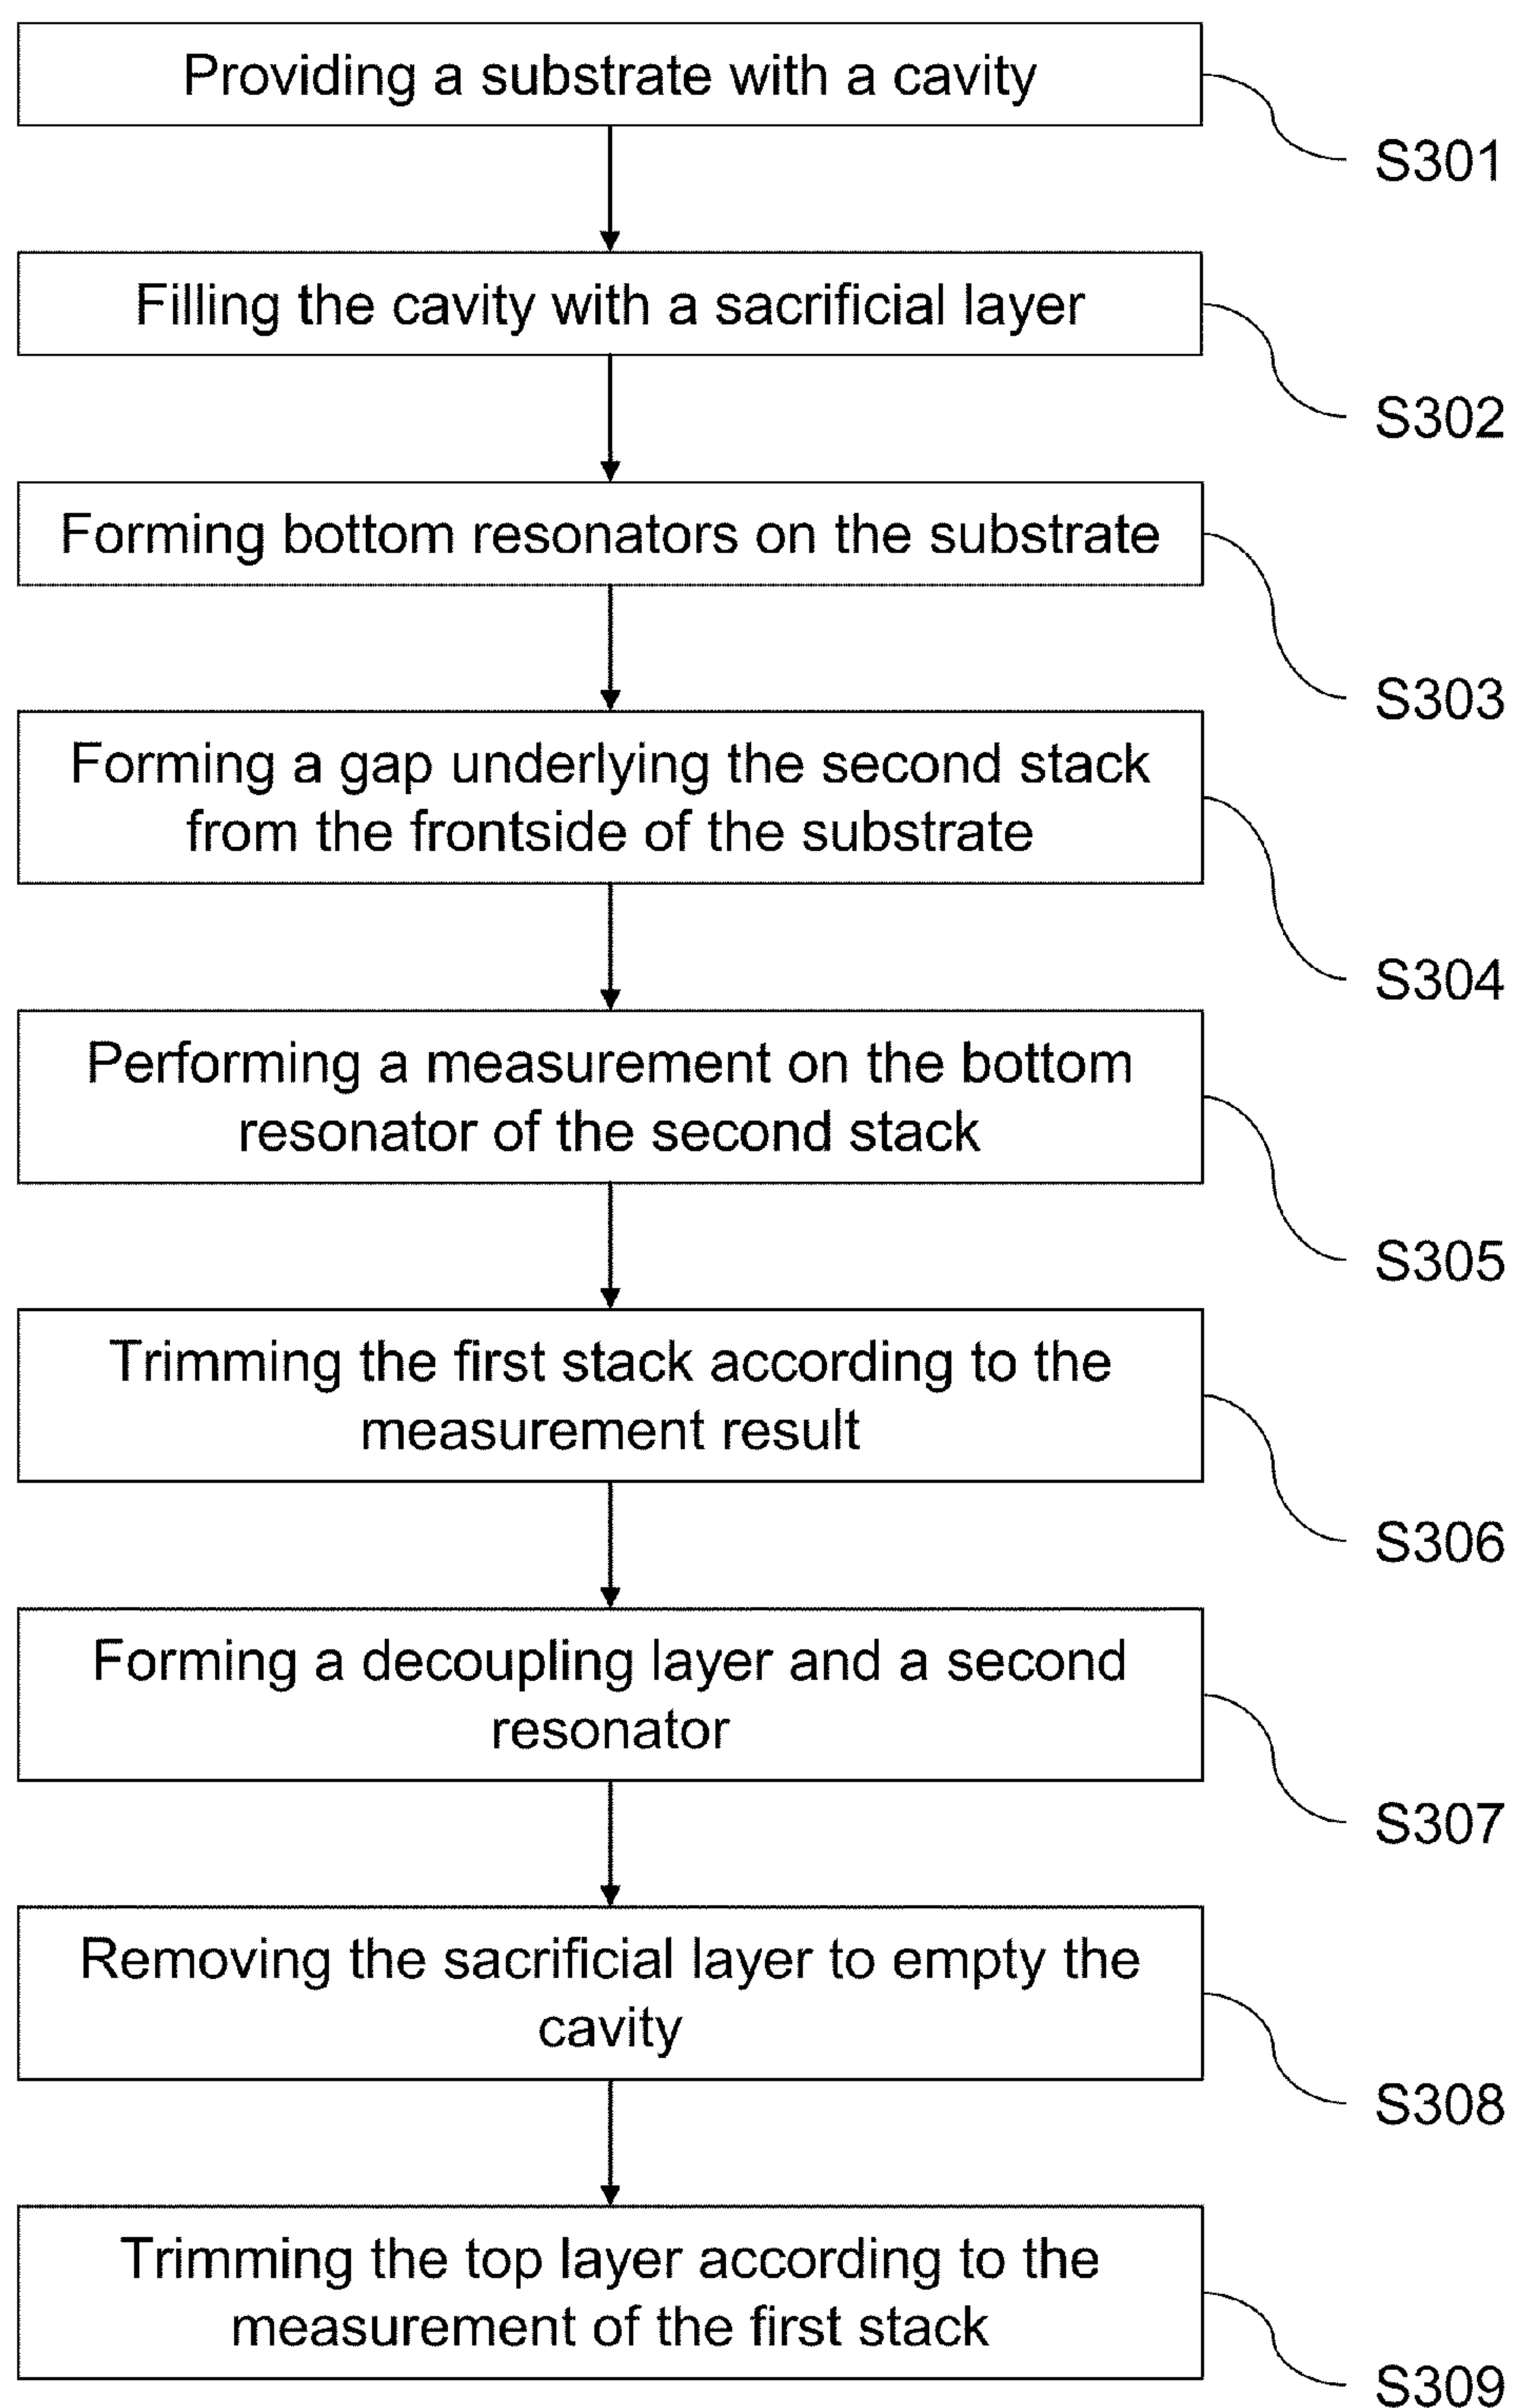 Providing a substrate with a cavity
S301
Filling the cavity with a sacrificial layer
S302
Forming bottom resonators on the substrate
S303
Forming a gap underlying the second stack
from the frontside of the substrate
S304
Performing a measurement on the bottom
resonator of the second stack
S305
Trimming the first stack according to the
measurement result
S306
Forming a decoupling layer and a second
resonator
S307
Removing the sacrificial layer to empty the
cavity
S308
Trimming the top layer according to the
measurement of the first stack
S309